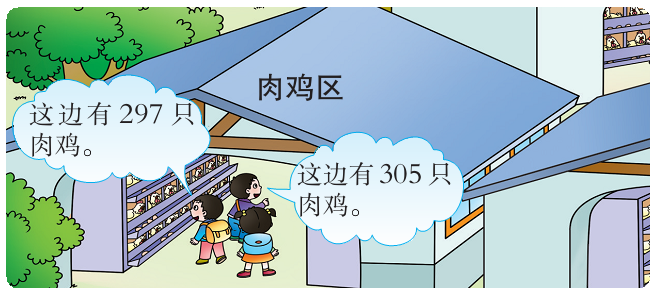 肉鸡区
这边有 297 只
肉鸡。
这边有 305 只
肉鸡。